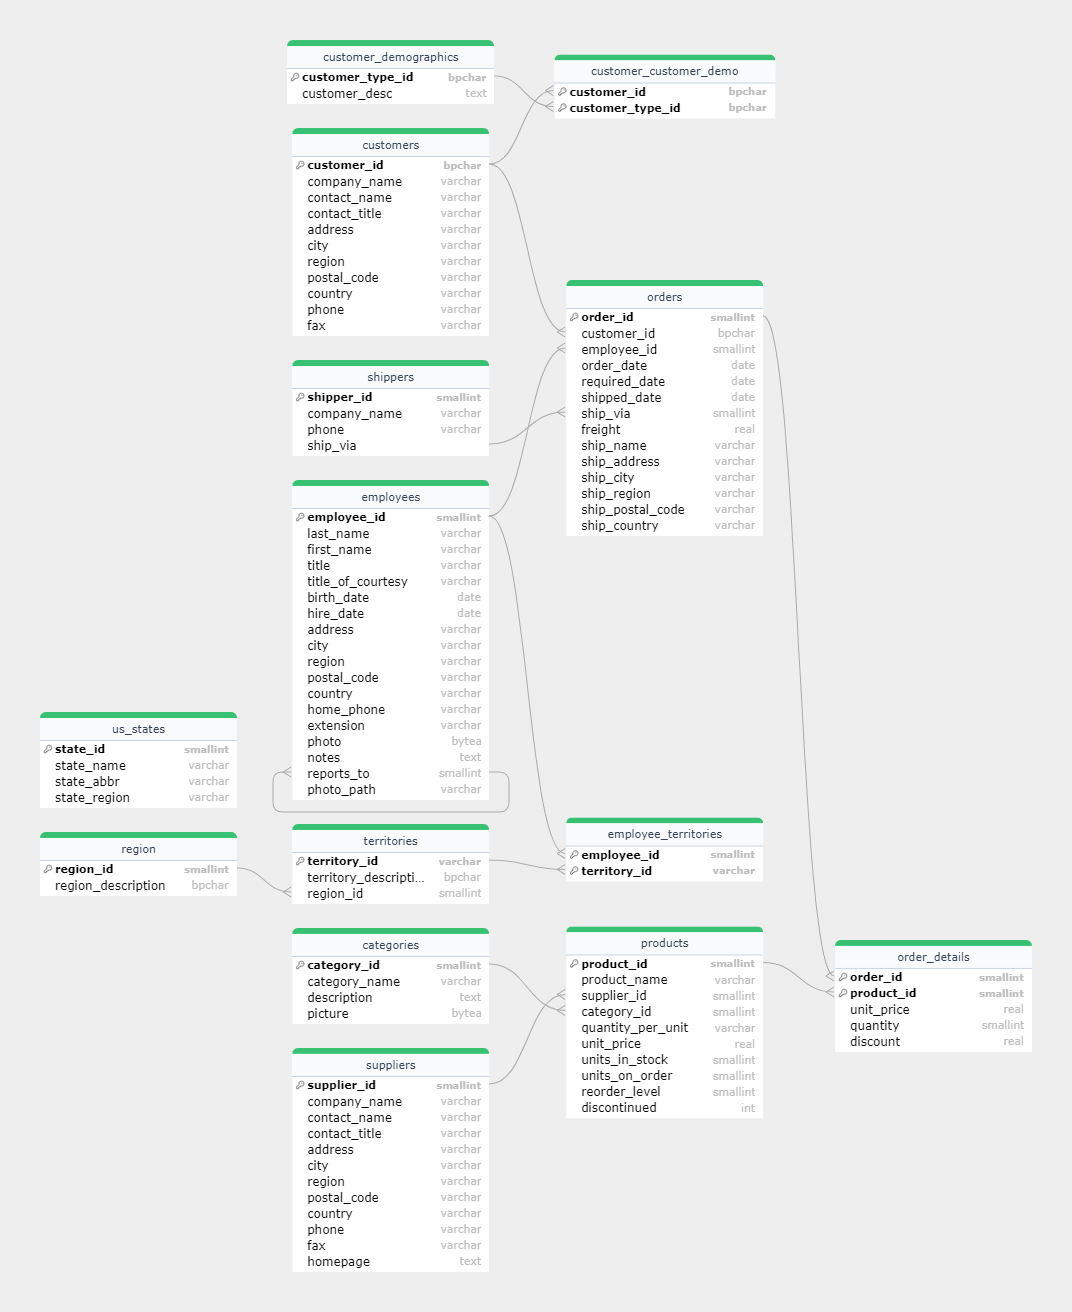 customer_demographics
customer_type_id bpchar
customer_desc text
customer_customer_demo
customer_id bpchar
customer_type_id bpchar
customers
customer_id bpchar
company_name varchar
contact_name varchar
contact_title varchar
address varchar
city varchar
region varchar
postal_code varchar
country varchar
phone varchar
fax varchar
orders
order_id smallint
customer_id bpchar
employee_id smallint
order_date date
required_date date
shipped_date date
ship_via smallint
freight real
ship_name varchar
ship_address varchar
ship_city varchar
ship_region varchar
ship_postal_code varchar
ship_country varchar
shippers
shipper_id smallint
company_name varchar
phone varchar
ship_via
employees
employee_id smallint
last_name varchar
first_name varchar
title varchar
title_of_courtesy varchar
birth_date date
hire_date date
address varchar
city varchar
region varchar
postal_code varchar
country varchar
home_phone varchar
extension varchar
photo bytea
notes text
reports_to smallint
photo_path varchar
us_states
state_id smallint
state_name varchar
state_abbr varchar
state_region varchar
region
region_id smallint
region_description bpchar
territories
territory_id varchar
territory_descripti... bpchar
region_id smallint
employee_territories
employee_id smallint
territory_id varchar
categories
category_id smallint
category_name varchar
description text
picture bytea
products
product_id smallint
product_name varchar
supplier_id smallint
category_id smallint
quantity_per_unit varchar
unit_price real
units_in_stock smallint
units_on_order smallint
reorder_level smallint
discontinued int
order_details
order_id smallint
product_id smallint
unit_price real
quantity smallint
discount real
suppliers
supplier_id smallint
company_name varchar
contact_name varchar
contact_title varchar
address varchar
city varchar
region varchar
postal_code varchar
country varchar
phone varchar
fax varchar
homepage text